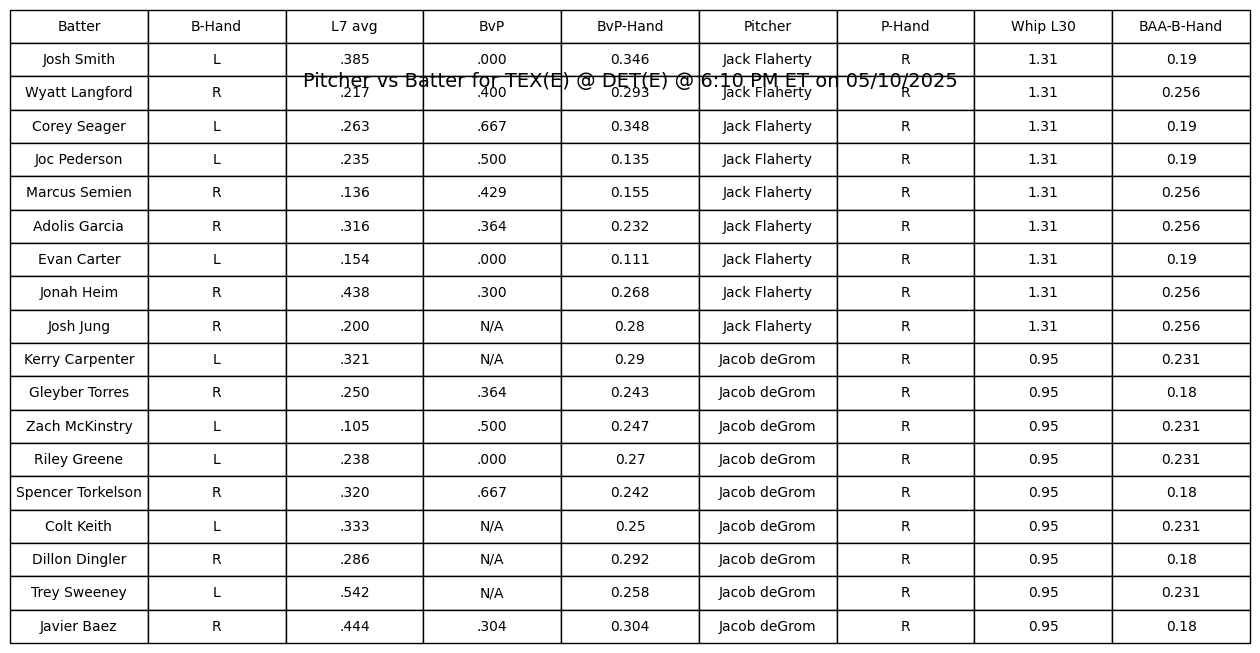 Batter B-Hand L7 avg BvP BvP-Hand Pitcher P-Hand Whip L30 BAA-B-Hand
Josh Smith L .385 .000 0.346 Jack Flaherty R 1.31 0.19
Pitcher vs Batter for TEX(E) @ DET(E) @ 6:10 PM ET on 05/10/2025
Wyatt Langford R .217 .400 0.293 Jack Flaherty R 1.31 0.256
Corey Seager L .263 .667 0.348 Jack Flaherty R 1.31 0.19
Joc Pederson L .235 .500 0.135 Jack Flaherty R 1.31 0.19
Marcus Semien R .136 .429 0.155 Jack Flaherty R 1.31 0.256
Adolis Garcia R .316 .364 0.232 Jack Flaherty R 1.31 0.256
Evan Carter L .154 .000 0.111 Jack Flaherty R 1.31 0.19
Jonah Heim R .438 .300 0.268 Jack Flaherty R 1.31 0.256
Josh Jung R .200 N/A 0.28 Jack Flaherty R 1.31 0.256
Kerry Carpenter L .321 N/A 0.29 Jacob deGrom R 0.95 0.231
Gleyber Torres R .250 .364 0.243 Jacob deGrom R 0.95 0.18
Zach McKinstry L .105 .500 0.247 Jacob deGrom R 0.95 0.231
Riley Greene L .238 .000 0.27 Jacob deGrom R 0.95 0.231
Spencer Torkelson R .320 .667 0.242 Jacob deGrom R 0.95 0.18
Colt Keith L .333 N/A 0.25 Jacob deGrom R 0.95 0.231
Dillon Dingler R .286 N/A 0.292 Jacob deGrom R 0.95 0.18
Trey Sweeney L .542 N/A 0.258 Jacob deGrom R 0.95 0.231
Javier Baez R .444 .304 0.304 Jacob deGrom R 0.95 0.18